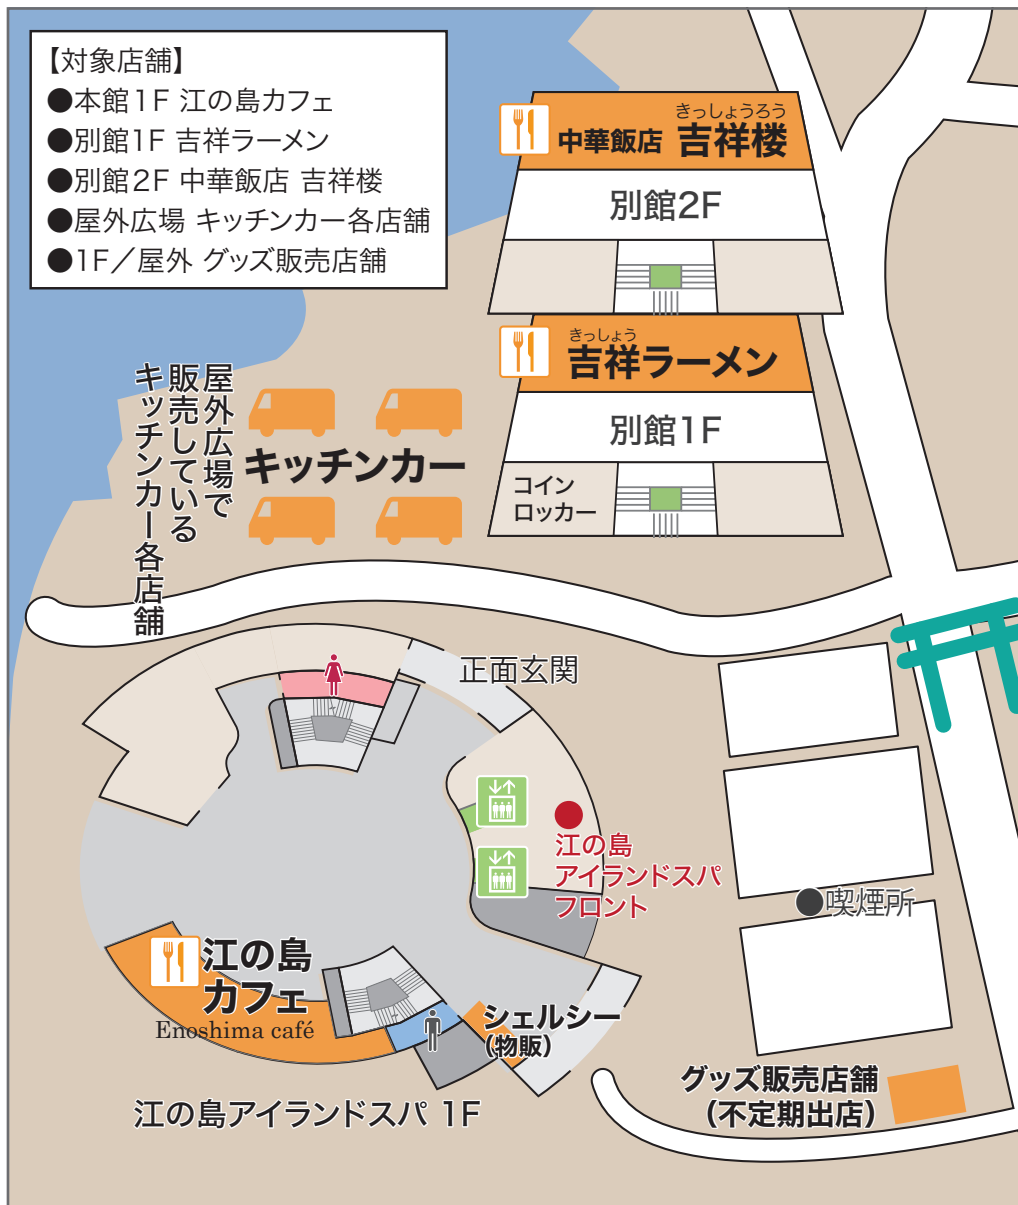 【対象店舗】
●本館1F 江の島カフェ
●別館1F 吉祥ラーメン
●別館2F 中華飯店 吉祥楼
●屋外広場 キッチンカー各店舗
●1F／屋外 グッズ販売店舗
きっしょうろう
中華飯店 吉祥楼
別館2F
きっしょう
吉祥ラーメン
別館1F
コイン
ロッカー
屋外広場で
販売している
キッチンカー各店舗
キッチンカー
正面玄関
江の島
アイランドスパ
フロント
喫煙所
江の島
カフェ
Enoshima café
シェルシー
（物販）
グッズ販売店舗
（不定期出店）
江の島アイランドスパ 1F